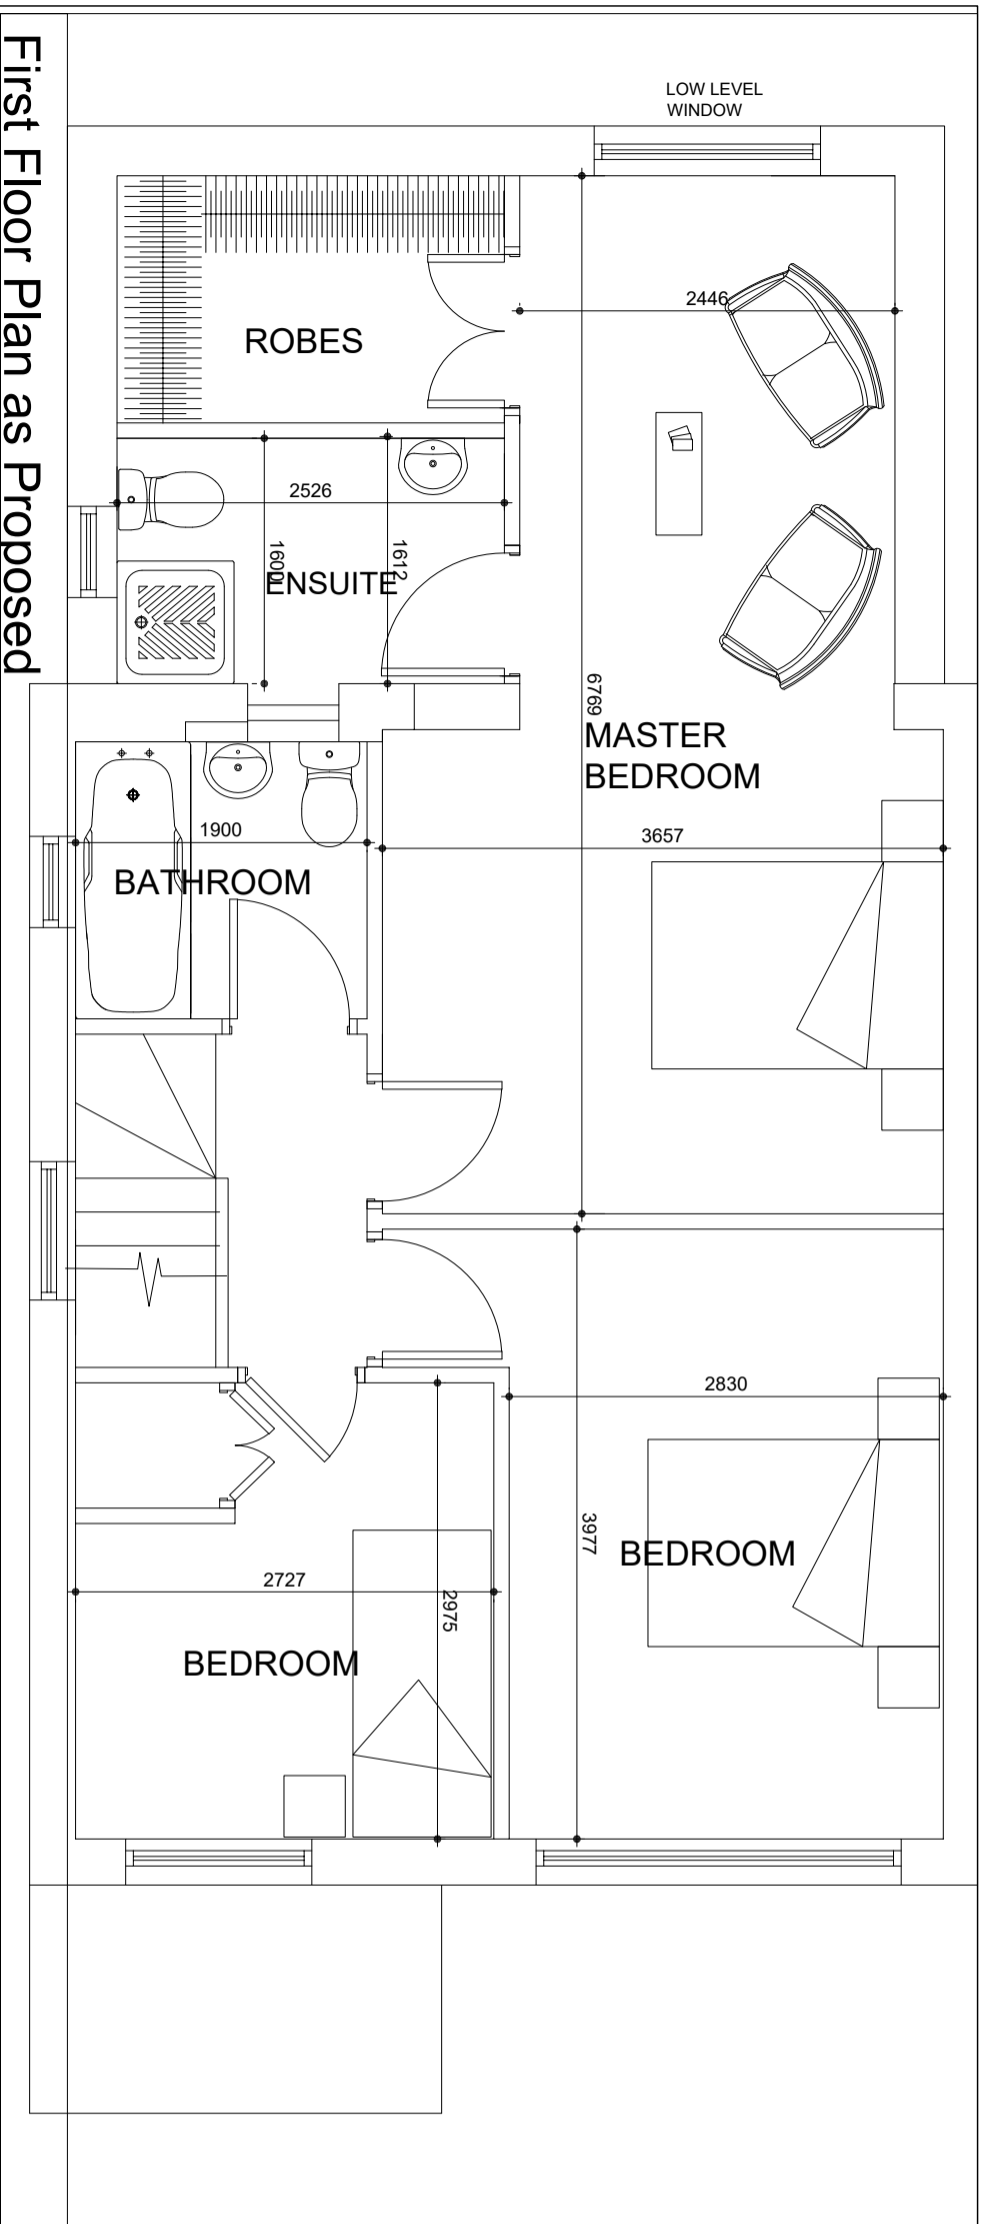 First Floor Plan as Proposed
LOW LEVEL
WINDOW
2446
ROBES
2526
1600
1612
ENSUITE
6769
MASTER
BEDROOM
1900
3657
BATHROOM
2830
3977
BEDROOM
2727
2975
BEDROOM